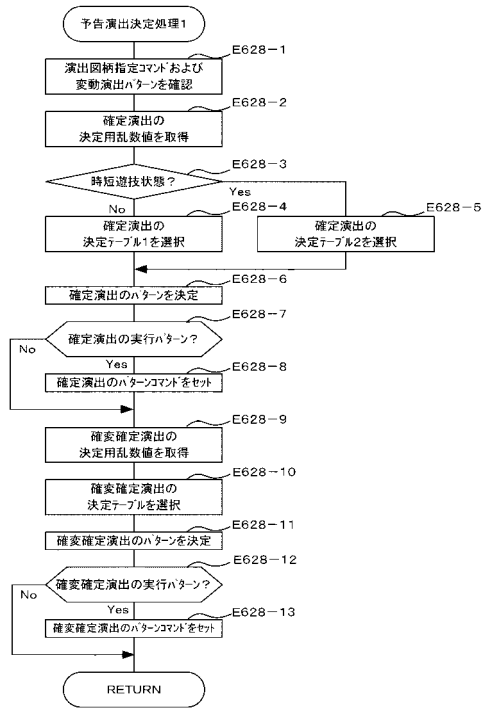 予告演出決定処理1
E628-1
演出図柄指定コマンドおよび
変動演出パターンを確認
E628-2
確定演出の
決定用乱数値を取得
E628-3
時短遊技状態？
Yes
No
E628-4
確定演出の
決定テーブル1を選択
E628-5
確定演出の
決定テーブル2を選択
E628-6
確定演出のパターンを決定
E628-7
確定演出の実行パターン？
No
Yes
E628-8
確定演出のパターンコマンドをセット
E628-9
確変確定演出の
決定用乱数値を取得
E628-10
確変確定演出の
決定テーブルを選択
E628-11
確変確定演出のパターンを決定
E628-12
確変確定演出の実行パターン？
No
Yes
E628-13
確変確定演出のパターンコマンドをセット
RETURN